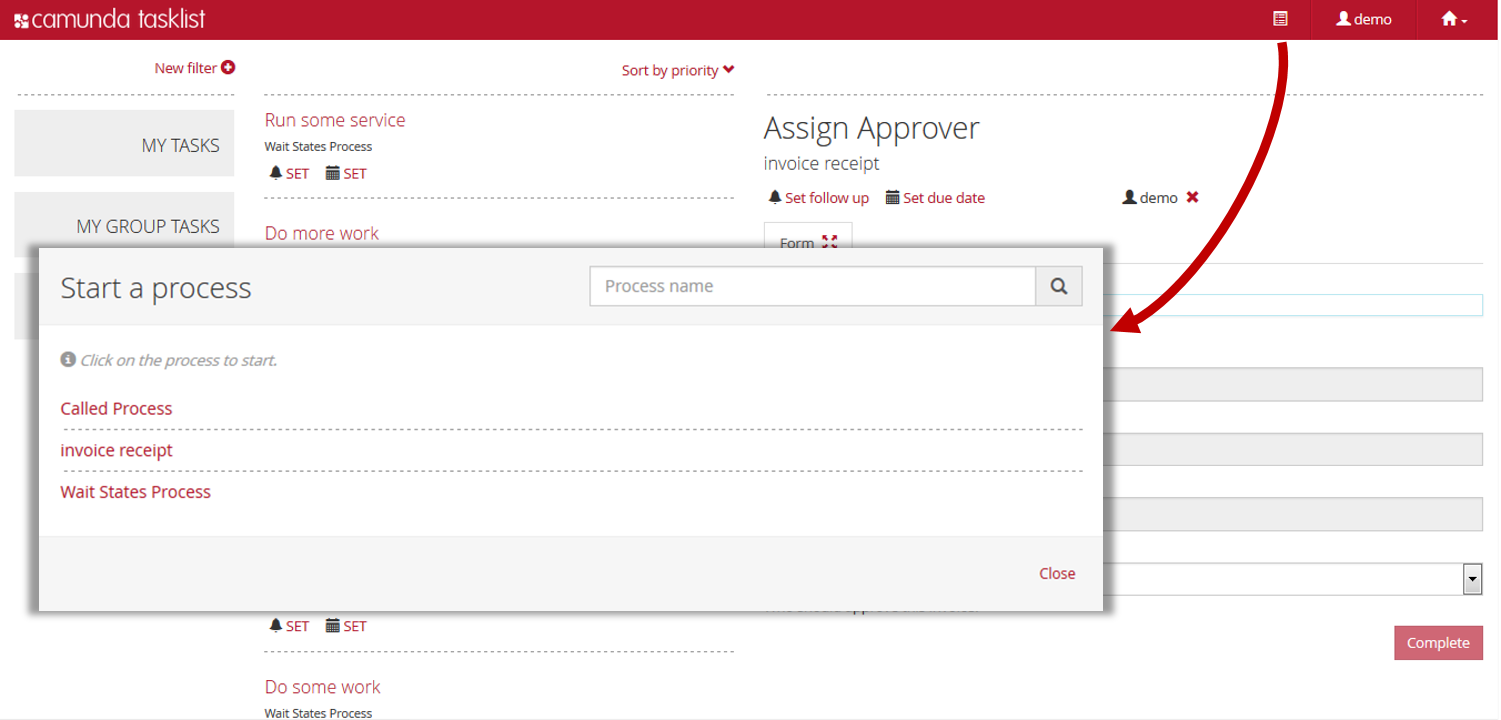 camunda tasklist
demo
New filter
Sort by priority
MY TASKS
MY GROUP TASKS
Run some service
Wait States Process
SET SET
Do more work
Assign Approver
invoice receipt
Set follow up Set due date demo
Form
Start a process
Process name
Click on the process to start.
Called Process
invoice receipt
Wait States Process
Close
SET SET
Complete
Do some work
Wait States Process